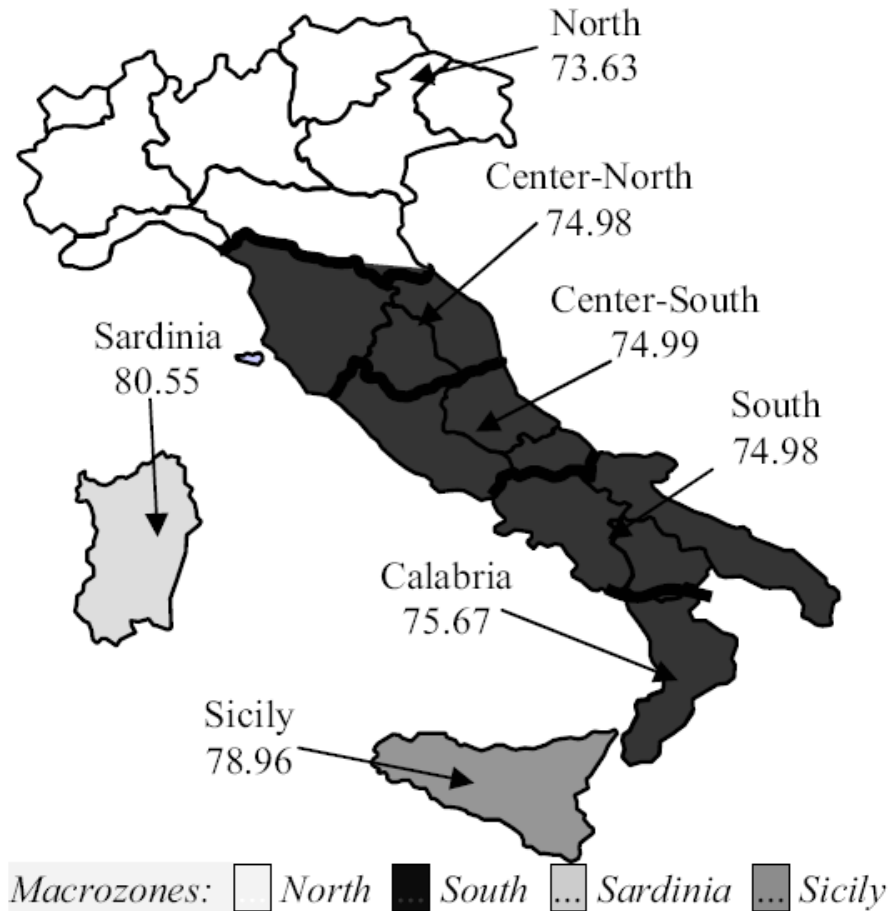 North
73.63
Center-North
74.98
Center-South
74.99
Sardinia
80.55
South
74.98
Calabria
75.67
Sicily
78.96
Macrozones: ... North ... South ... Sardinia ... Sicily